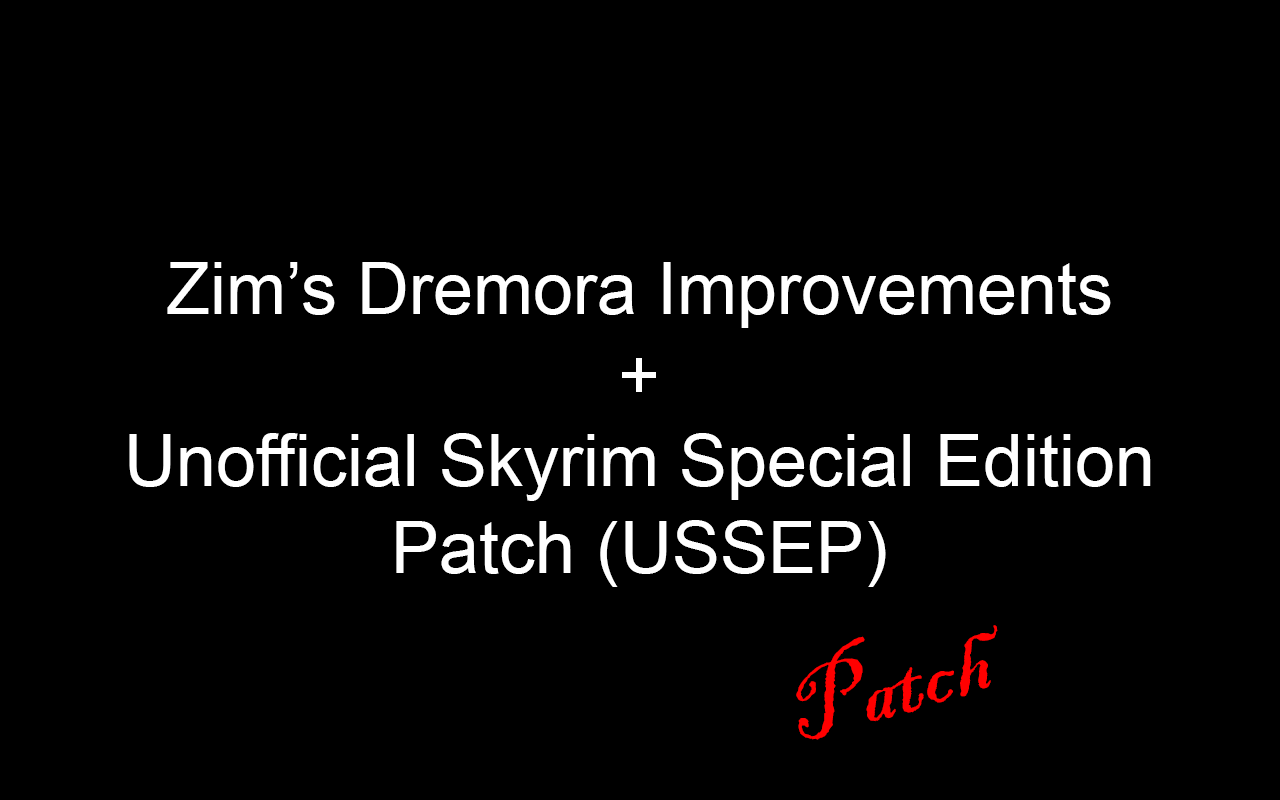 Zim’s Dremora Improvements
+
Unofficial Skyrim Special Edition
Patch (USSEP)
Patch